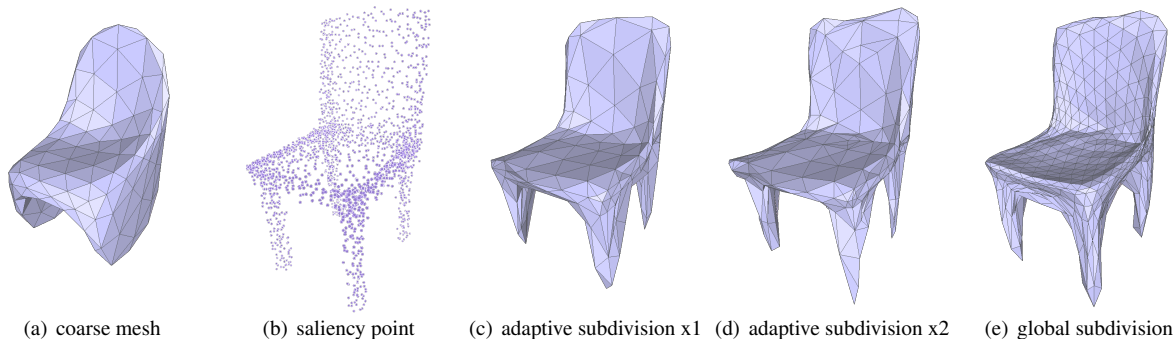 (a) coarse mesh (b) saliency point (c) adaptive subdivision x1 (d) adaptive subdivision x2 (e) global subdivision